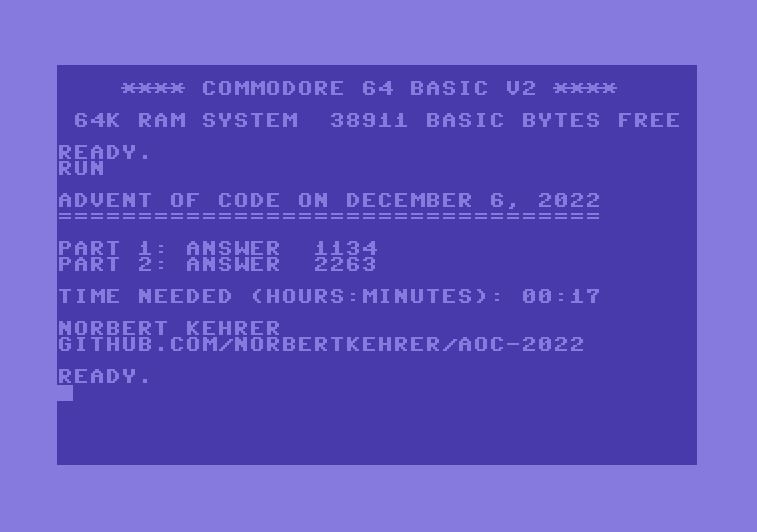 **** COMMODORE 64 BASIC V2 ****
64K RAM SYSTEM  38911 BASIC BYTES FREE
READY.
RUN
ADVENT OF CODE ON DECEMBER 6, 2022
==================================
PART 1: ANSWER  1134
PART 2: ANSWER  2263
TIME NEEDED (HOURS:MINUTES): 00:17
NORBERT KEHRER
GITHUB.COM/NORBERTKEHRER/AOC-2022
READY.